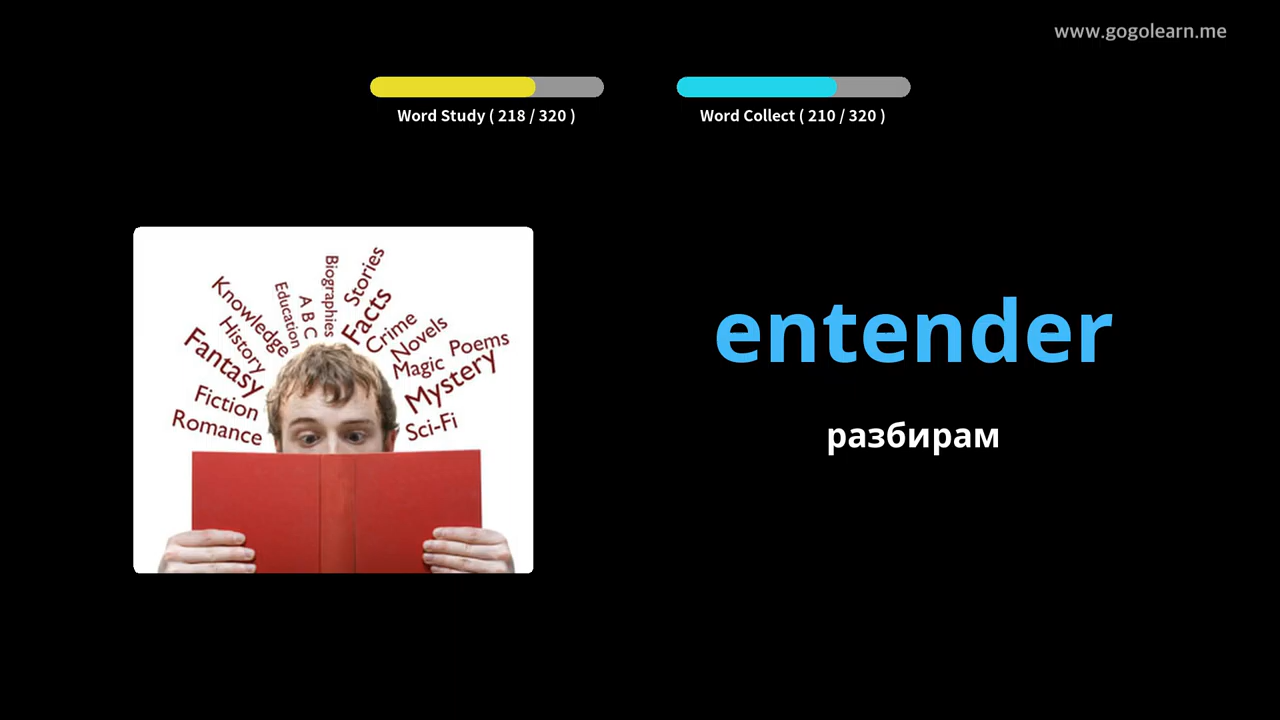 www.gogolearn.me
Word Study ( 218 / 320 )
Word Collect ( 210 / 320 )
Knowledge
Education
A B C
Biographies
Stories
Facts
Crime
Novels
Poems
History
Fantasy
Magic
Mystery
Fiction
Romance
Sci-Fi
entender
разбирам